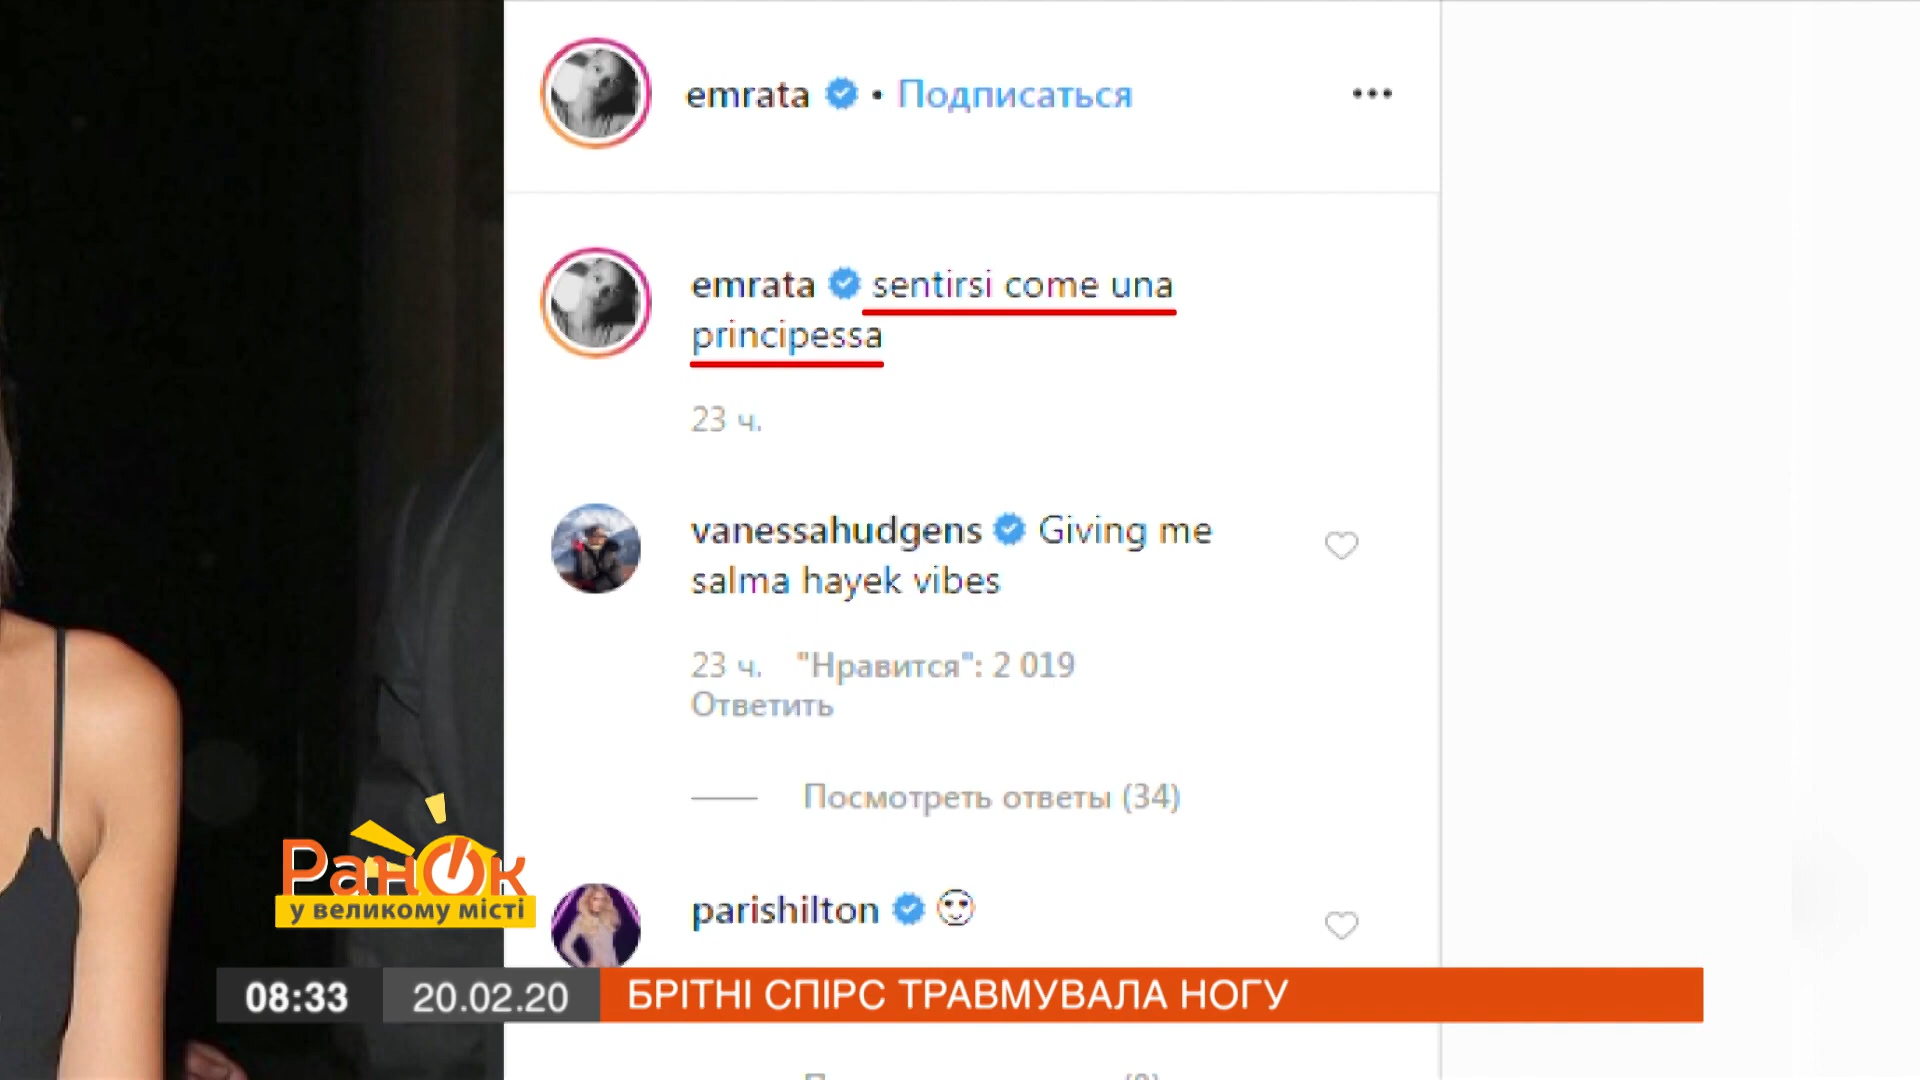 emrata • Подписаться
emrata sentirsi come una
principessa
23 ч.
vanessahudgens Giving me
salma hayek vibes
23 ч. "Нравится": 2 019
Ответить
Посмотреть ответы (34)
parishilton
Ранок
у великому місті
08:33 20.02.20 БРІТНІ СПІРС ТРАВМУВАЛА НОГУ